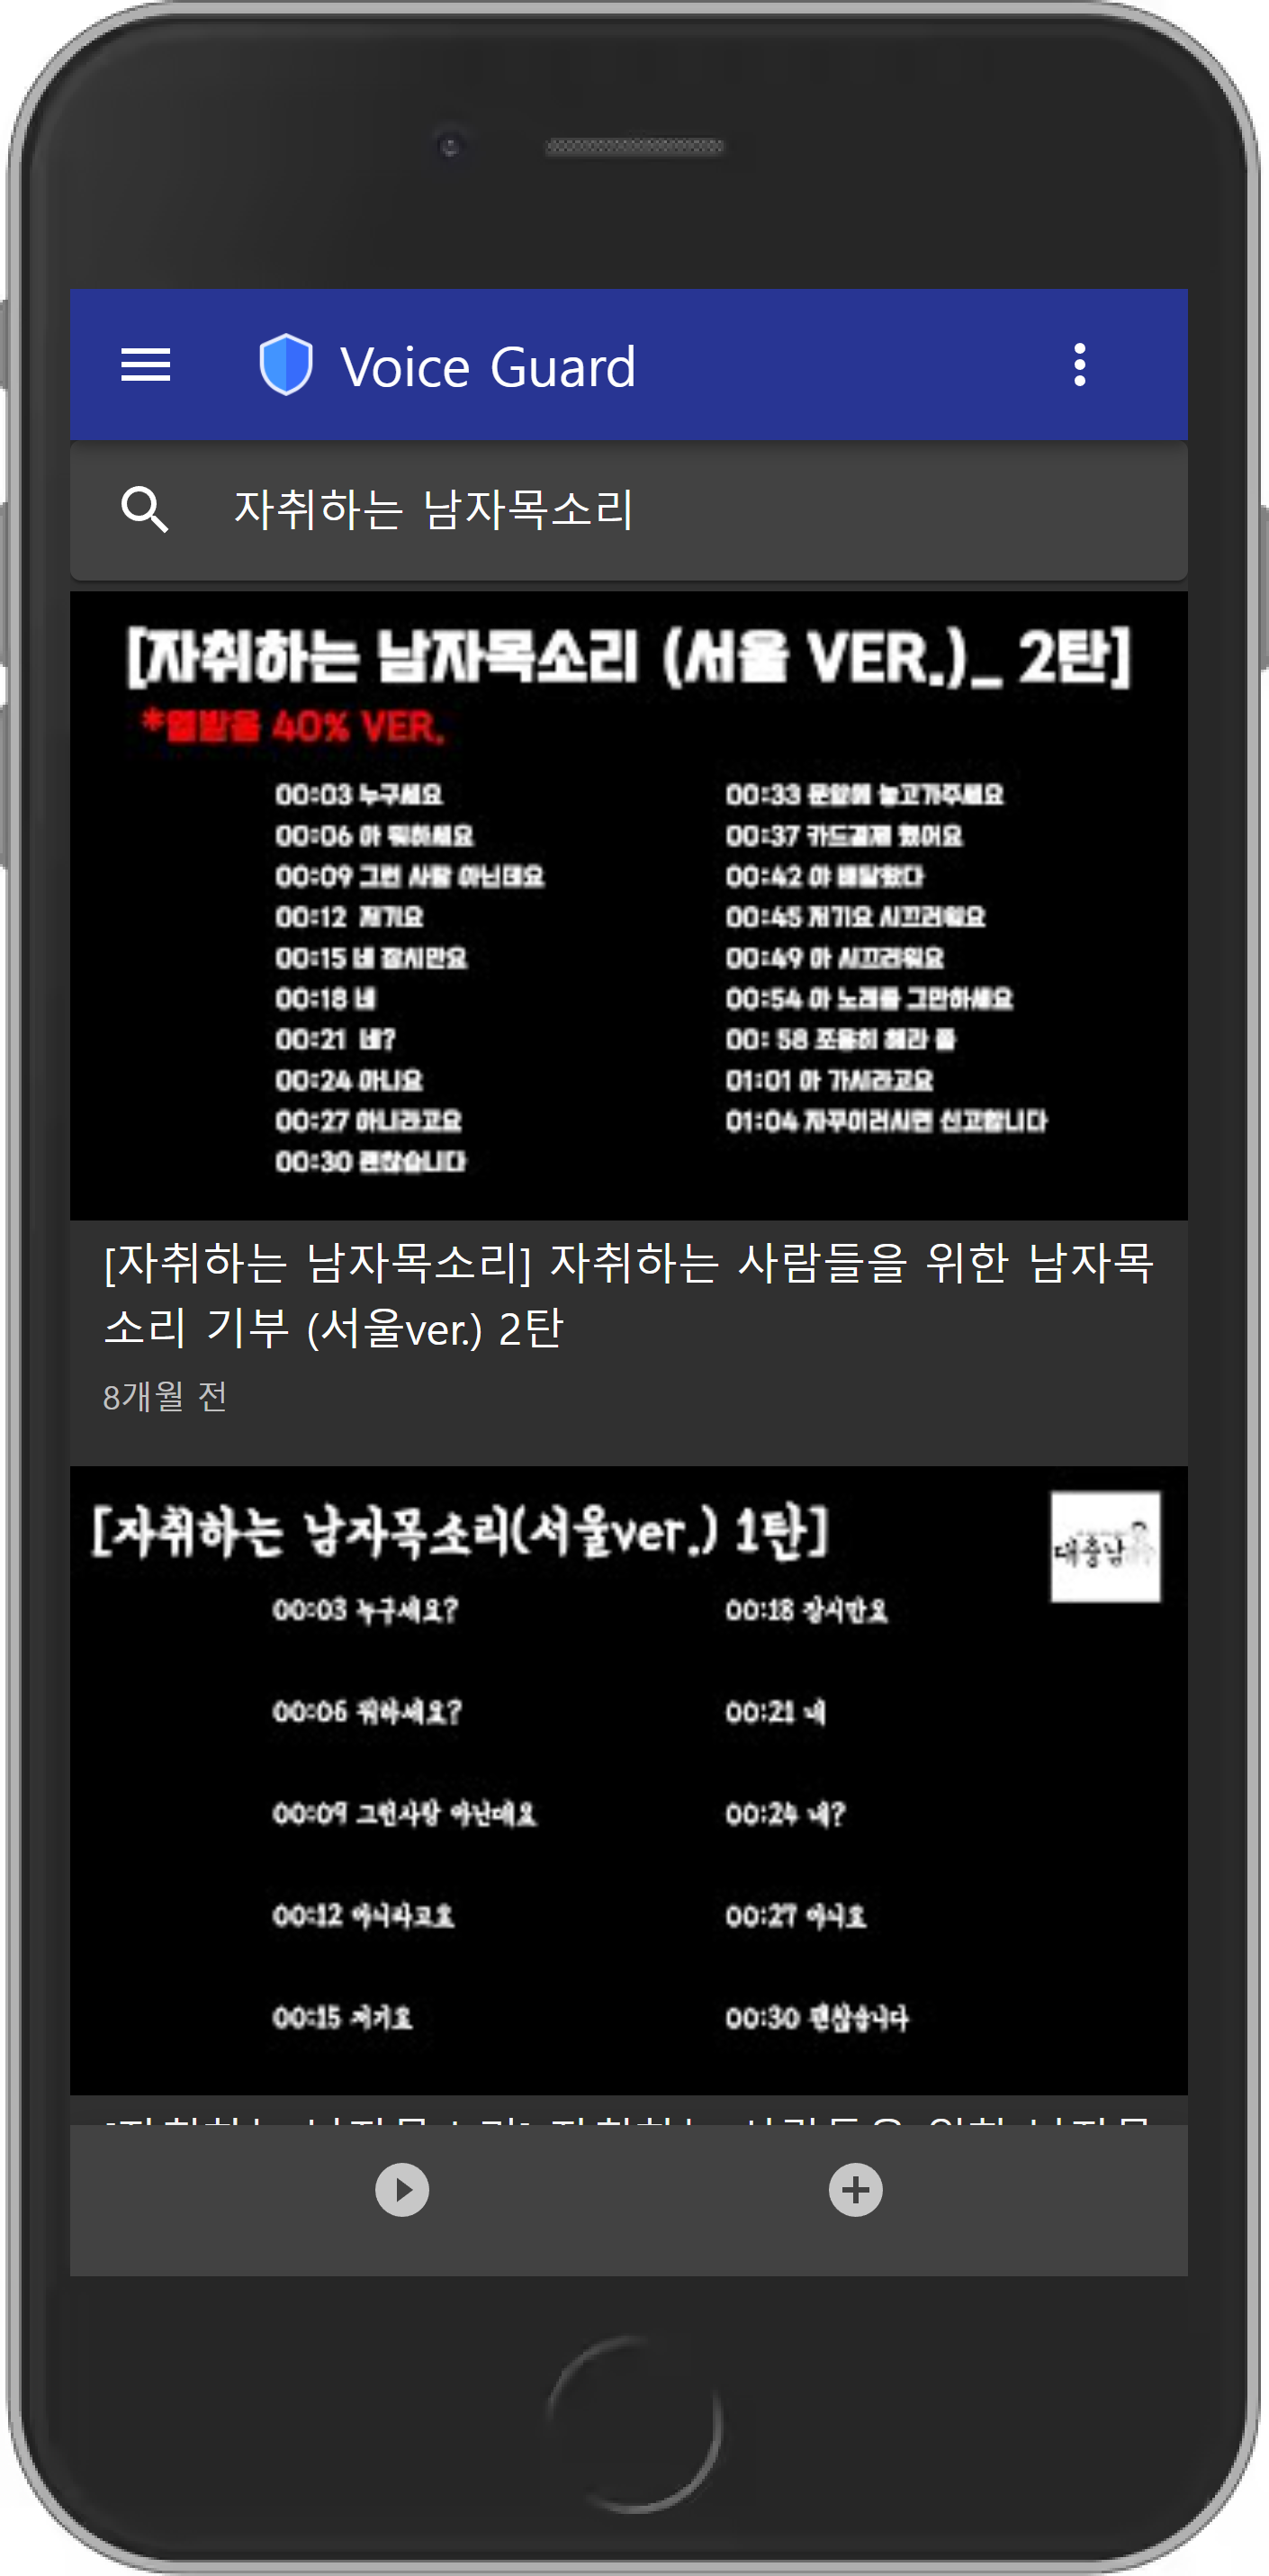 Voice Guard
자취하는 남자목소리
[자취하는 남자목소리 (서울 VER.)_ 2탄]
*열받음 40% VER.
00:03 누구세요
00:06 아 뭐하세요
00:09 그런 사람 아닌데요
00:12 저기요
00:15 네 잠시만요
00:18 네
00:21 네?
00:24 아니요
00:27 아니라고요
00:30 괜찮습니다
00:33 문앞에 놓고가주세요
00:37 카드결제 했어요
00:42 야 배달왔다
00:45 저기요 시끄러워요
00:49 아 시끄러워요
00:54 아 노래좀 그만하세요
00: 58 조용히 해라 쫌
01:01 아 가시라고요
01:04 자꾸이러시면 신고합니다
[자취하는 남자목소리] 자취하는 사람들을 위한 남자목
소리 기부 (서울ver.) 2탄
8개월 전
[자취하는 남자목소리(서울ver.) 1탄]
대충남
00:03 누구세요?
00:06 뭐하세요?
00:09 그런사람 아닌데요
00:12 아니라고요
00:15 저기요
00:18 잠시만요
00:21 네
00:24 네?
00:27 아니요
00:30 괜찮습니다